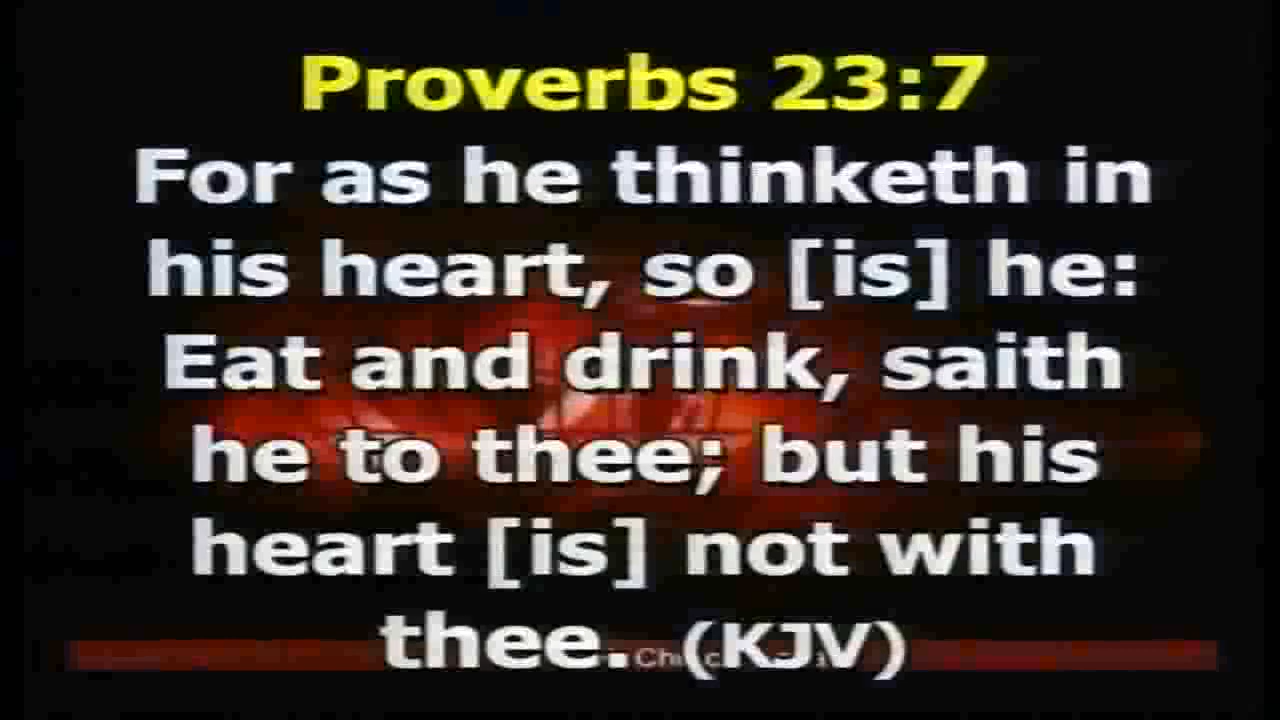 Proverbs 23:7
For as he thinketh in
his heart, so [is] he:
Eat and drink, saith
he to thee; but his
heart [is] not with
thee. (KJV)